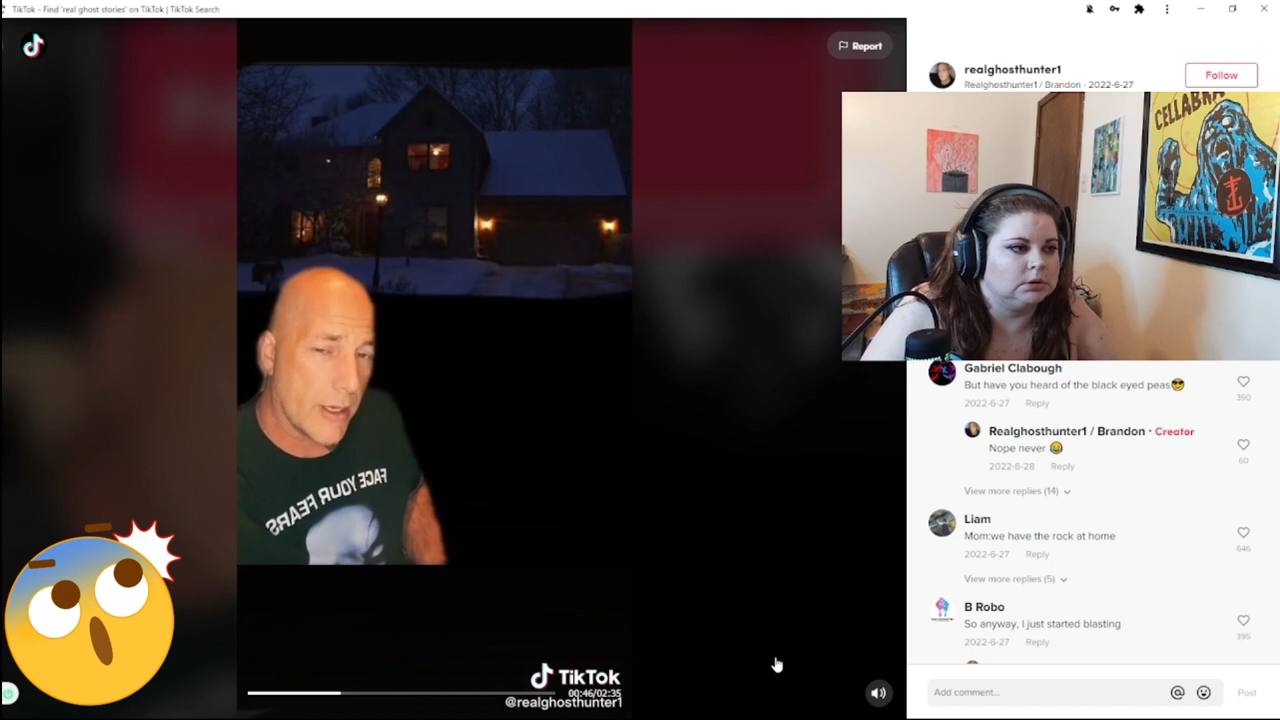 TikTok - Find 'real ghost stories' on TikTok | TikTok Search
Report
realghosthunter1
Realghosthunter1 / Brandon · 2022-6-27
Follow
CELLABRA
FACE YOUR FEARS
Gabriel Clabough
But have you heard of the black eyed peas😎
2022-6-27 Reply
390
Realghosthunter1 / Brandon · Creator
Nope never 😂
2022-6-28 Reply
60
View more replies (14)
Liam
Mom:we have the rock at home
2022-6-27 Reply
646
View more replies (5)
B Robo
So anyway, I just started blasting
2022-6-27 Reply
395
TikTok
00:46/02:35
@realghosthunter1
Add comment...
Post